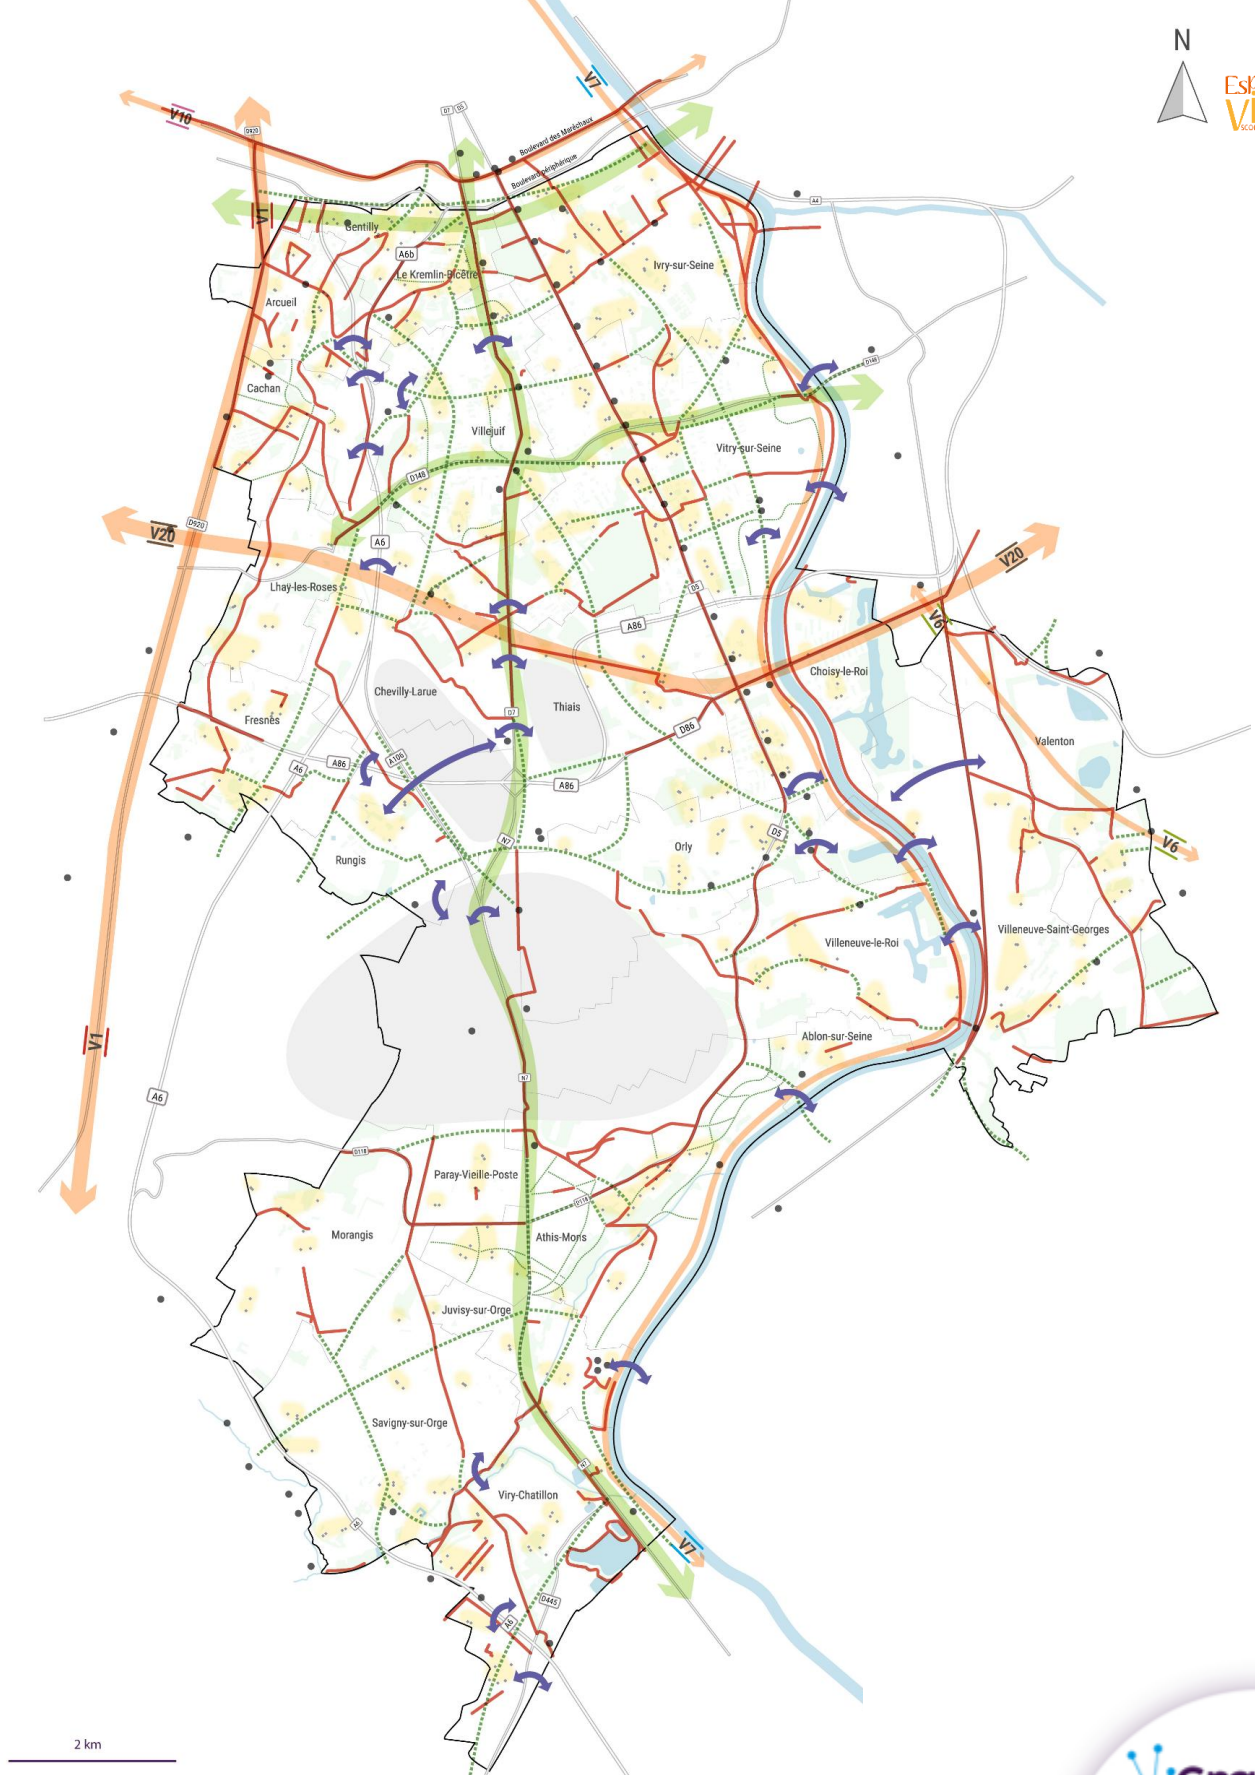 N
V7
V10
D920
D7
D5
Boulevard des Maréchaux
Boulevard périphérique
A4
V1
Gentilly
A6b
Le Kremlin-Bicêtre
Ivry-sur-Seine
Arcueil
D148
Cachan
Villejuif
Vitry-sur-Seine
D148
D920
V20
A6
V20
Lhay-les-Roses
D5
A86
V6
Choisy-le-Roi
Chevilly-Larue
Thiais
D7
Fresnes
D86
Valenton
A86
A106
A6
A86
N7
D5
Orly
V6
Rungis
Villeneuve-le-Roi
Villeneuve-Saint-Georges
V1
Ablon-sur-Seine
N7
A6
D118
Paray-Vieille-Poste
Morangis
Athis-Mons
Juvisy-sur-Orge
Savigny-sur-Orge
N7
Viry-Chatillon
A6
V7
D445
A6
2 km